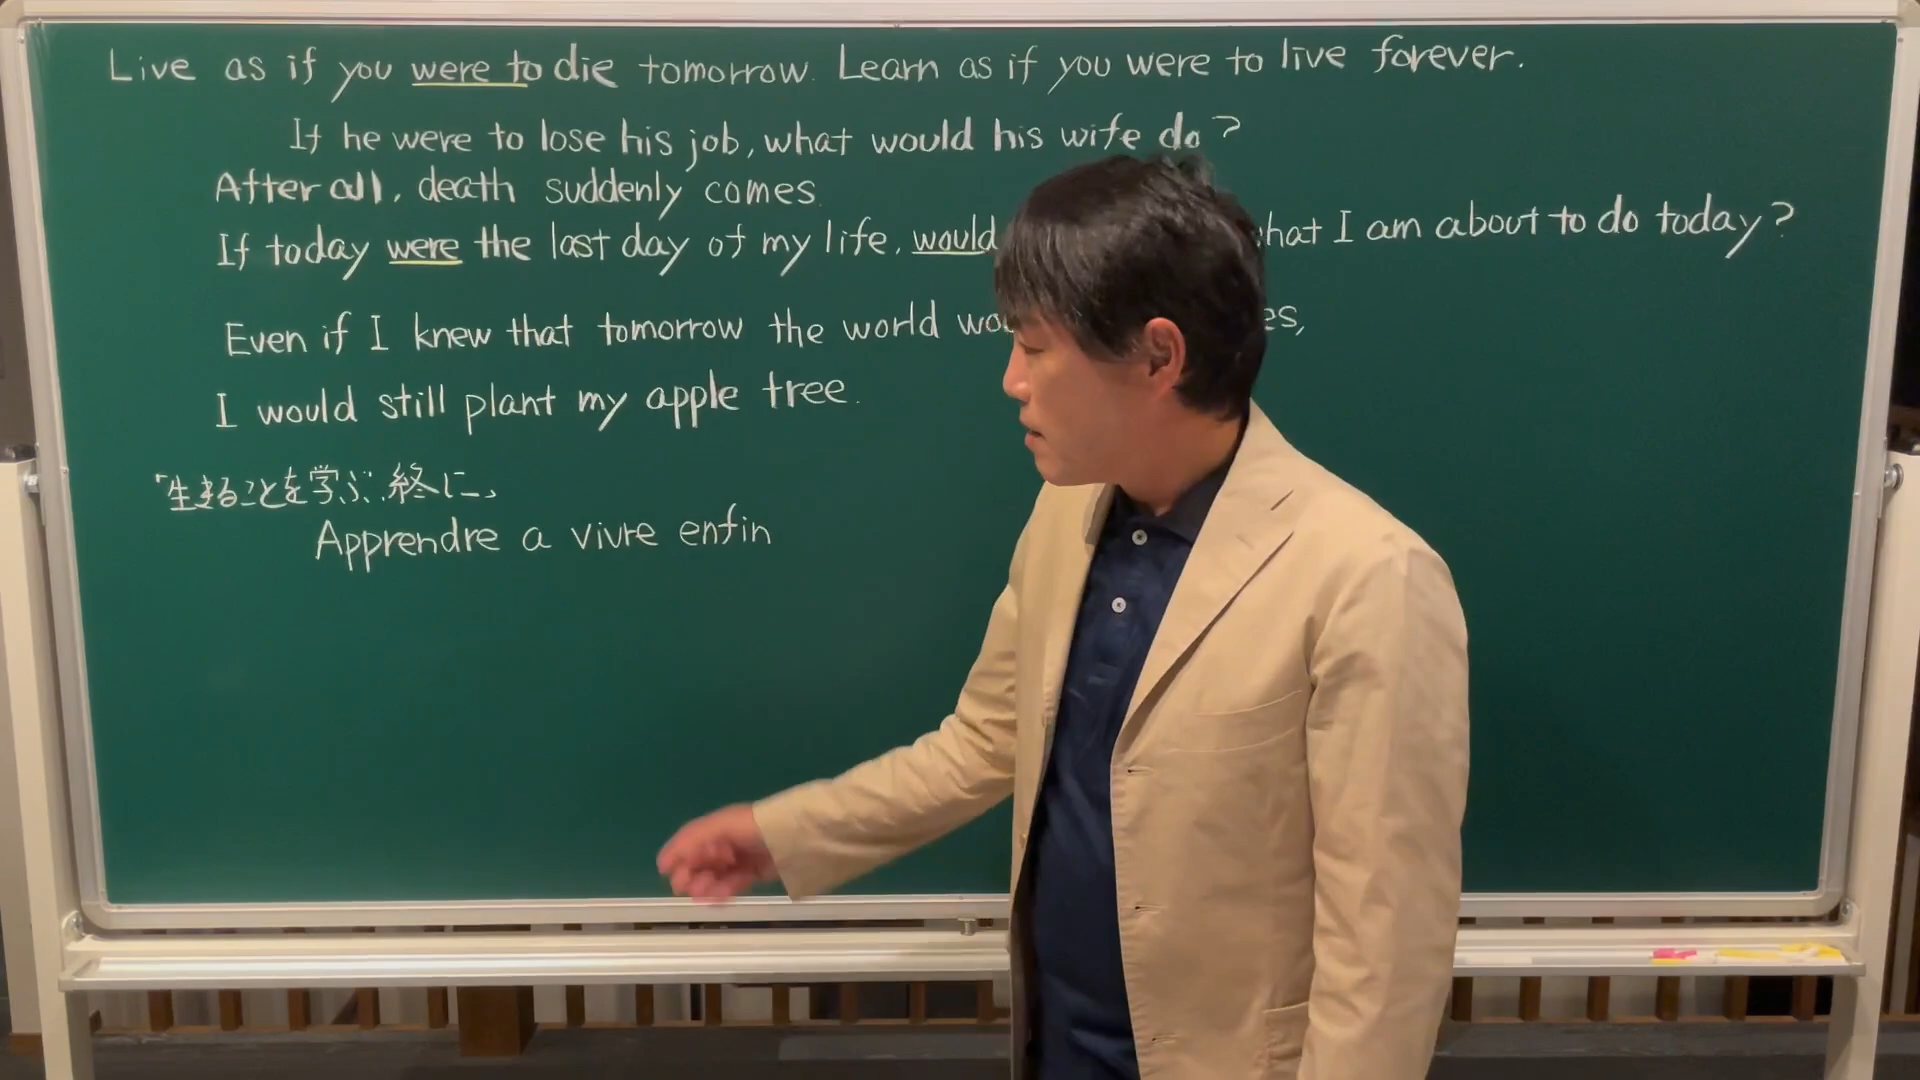 Live as if you were to die tomorrow. Learn as if you were to live forever.
If he were to lose his job, what would his wife do?
After all, death suddenly comes.
If today were the last day of my life, would hat I am about to do today?
Even if I knew that tomorrow the world es,
I would still plant my apple tree.
「生きることを学ぶ、終に」
Apprendre a vivre enfin